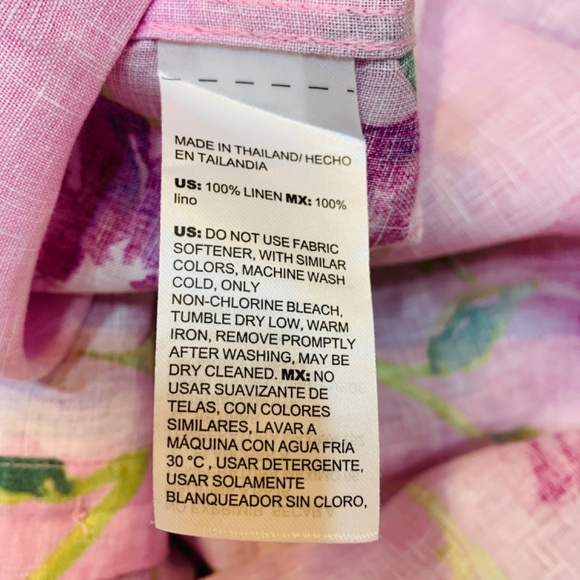 MADE IN THAILAND/ HECHO
EN TAILANDIA
US: 100% LINEN MX: 100%
lino
US: DO NOT USE FABRIC
SOFTENER, WITH SIMILAR
COLORS, MACHINE WASH
COLD, ONLY
NON-CHLORINE BLEACH,
TUMBLE DRY LOW, WARM
IRON, REMOVE PROMPTLY
AFTER WASHING, MAY BE
DRY CLEANED. MX: NO
USAR SUAVIZANTE DE
TELAS, CON COLORES
SIMILARES, LAVAR A
MÁQUINA CON AGUA FRÍA
30 °C , USAR DETERGENTE,
USAR SOLAMENTE
BLANQUEADOR SIN CLORO,